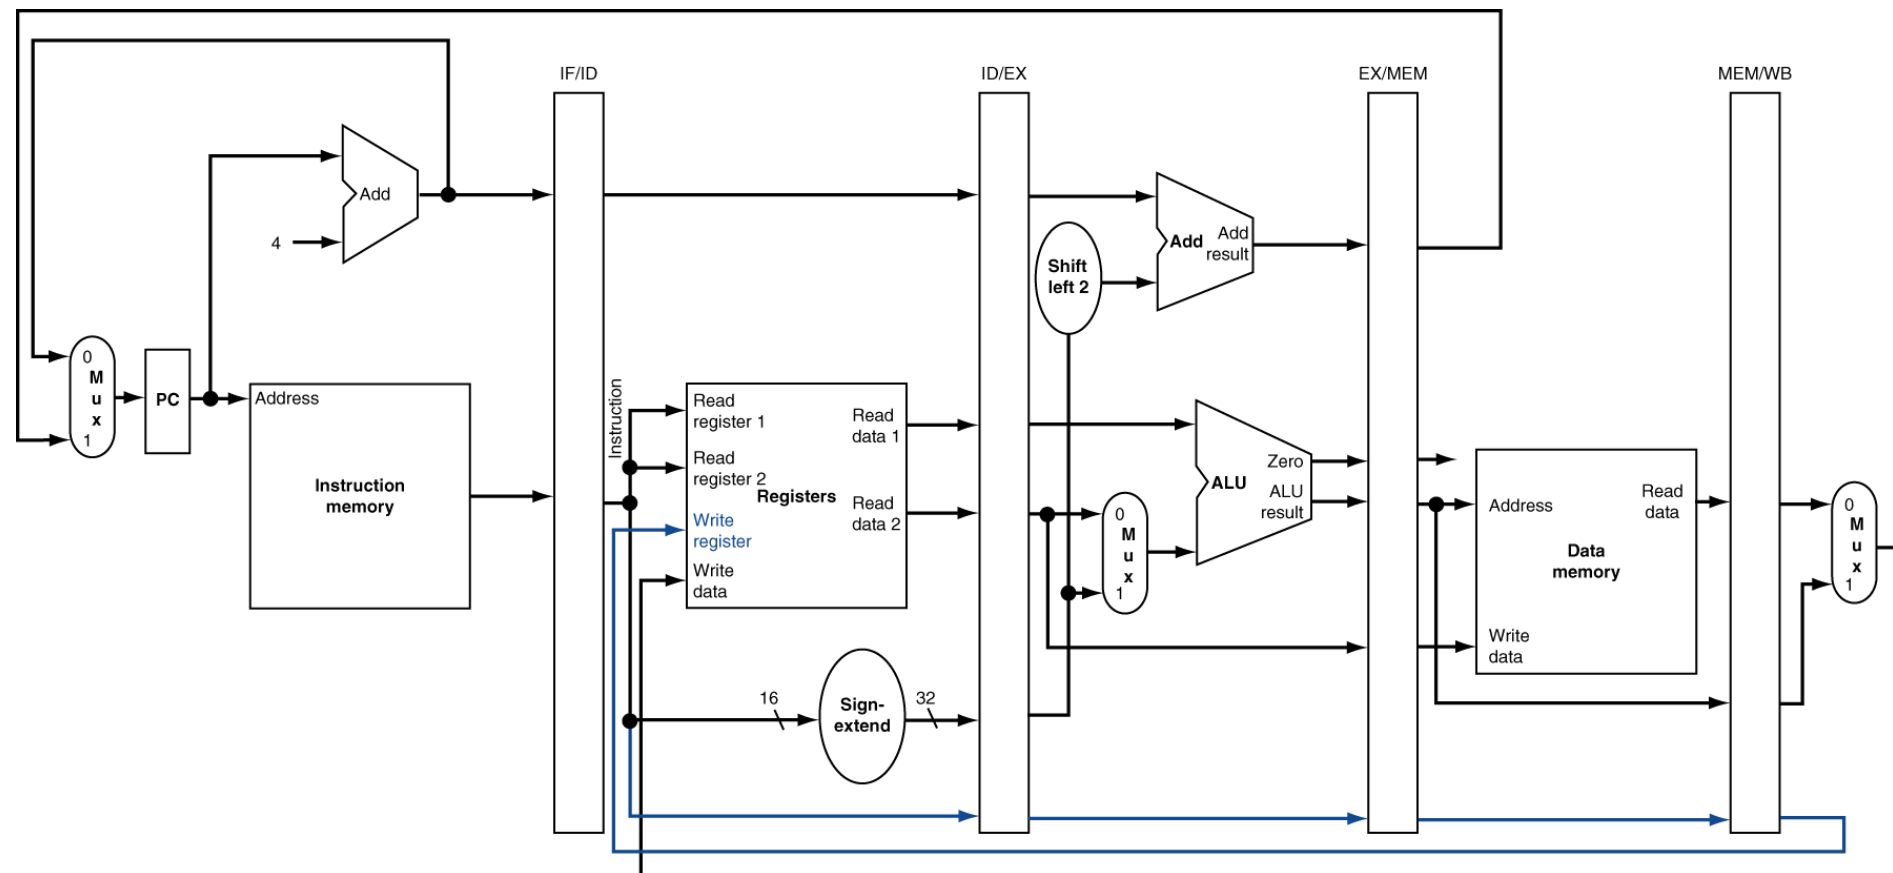 IF/ID
ID/EX
EX/MEM
MEM/WB
Add
4
Add
Add
result
Shift
left 2
0
M
u
x
1
PC
Address
Instruction
memory
Instruction
Read
register 1
Read
register 2
Write
register
Write
data
Registers
Read
data 1
Read
data 2
16
Sign-
extend
32
0
M
u
x
1
ALU
Zero
ALU
result
Address
Read
data
Data
memory
Write
data
0
M
u
x
1